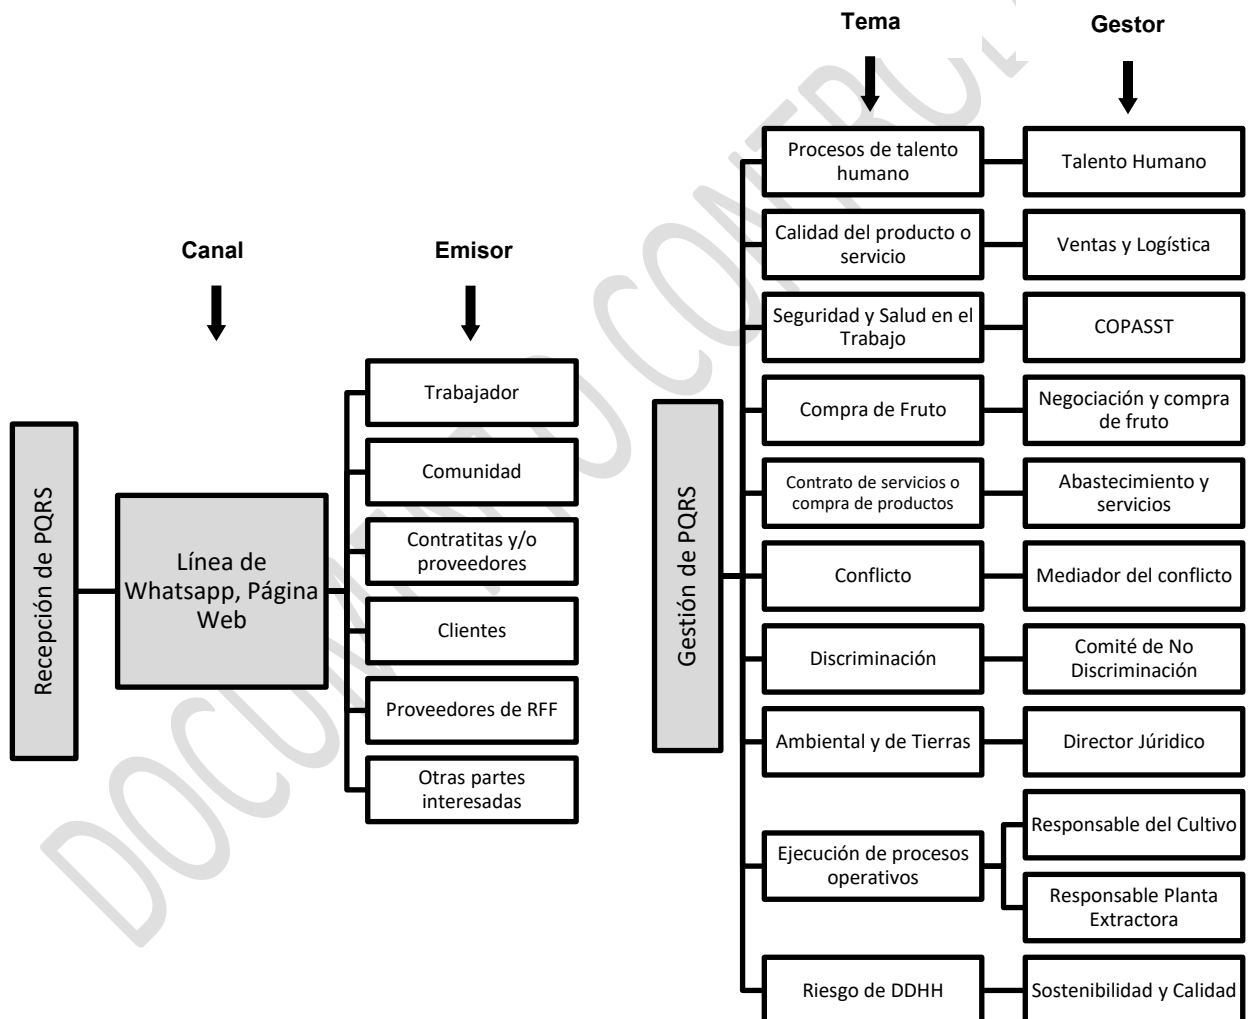 Canal
Emisor
Recepción de PQRS
Línea de
Whatsapp, Página
Web
Trabajador
Comunidad
Contratitas y/o
proveedores
Clientes
Proveedores de RFF
Otras partes
interesadas
Tema
Gestor
Gestión de PQRS
Procesos de talento
humano
Talento Humano
Calidad del producto o
servicio
Ventas y Logística
Seguridad y Salud en el
Trabajo
COPASST
Compra de Fruto
Negociación y compra
de fruto
Contrato de servicios o
compra de productos
Abastecimiento y
servicios
Conflicto
Mediador del conflicto
Discriminación
Comité de No
Discriminación
Ambiental y de Tierras
Director Júridico
Ejecución de procesos
operativos
Responsable del Cultivo
Responsable Planta
Extractora
Riesgo de DDHH
Sostenibilidad y Calidad